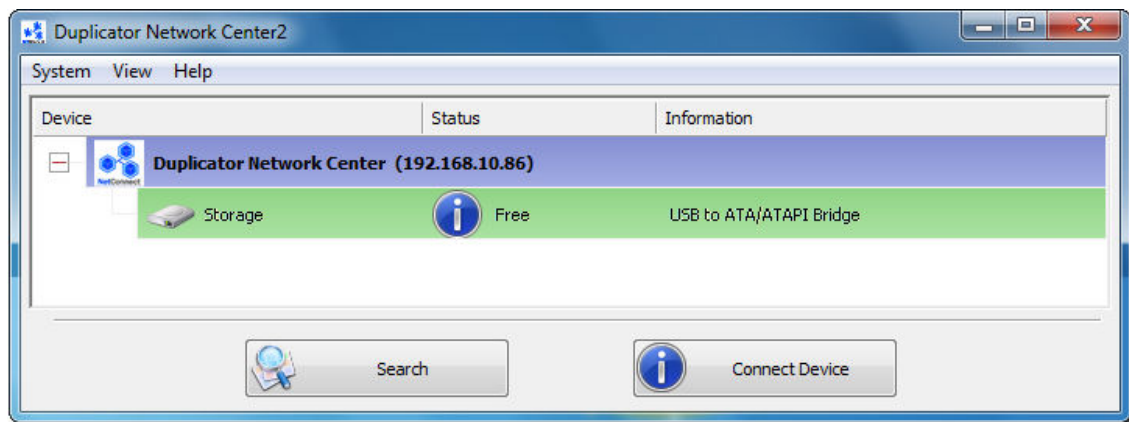 Duplicator Network Center2
System View Help
Device Status Information
NetConnect
Duplicator Network Center (192.168.10.86)
Storage Free USB to ATA/ATAPI Bridge
Search Connect Device